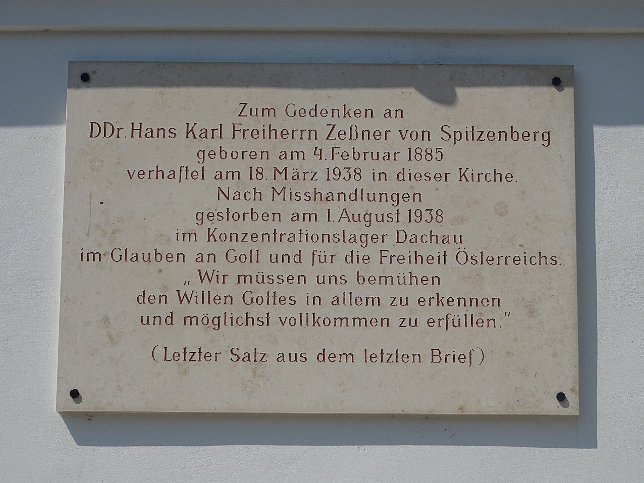 Zum Gedenken an
DDr. Hans Karl Freiherrn Zeßner von Spitzenberg
geboren am 4. Februar 1885
verhaftet am 18. März 1938 in dieser Kirche.
Nach Misshandlungen
gestorben am 1. August 1938
im Konzentrationslager Dachau
im Glauben an Gott und für die Freiheit Österreichs.
„Wir müssen uns bemühen
den Willen Gottes in allem zu erkennen
und möglichst vollkommen zu erfüllen.“
(Letzter Satz aus dem letzten Brief)